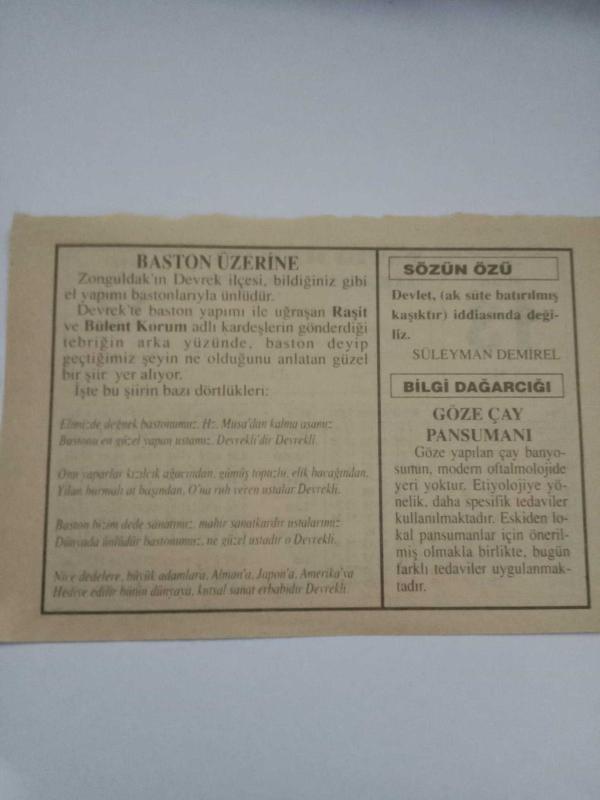 BASTON ÜZERİNE
Zonguldak'ın Devrek ilçesi, bildiğiniz gibi
el yapımı bastonlarıyla ünlüdür.
Devrek'te baston yapımı ile uğraşan Raşit
ve Bülent Korum adlı kardeşlerin gönderdiği
tebriğin arka yüzünde, baston deyip
geçtiğimiz şeyin ne olduğunu anlatan güzel
bir şiir yer alıyor.
İşte bu şiirin bazı dörtlükleri:
Elimizde değnek bastonumuz, Hz. Musa'dan kalma asamız
Bastonu en güzel yapan ustamız, Devrekli'dir Devrekli.
Onu yaparlar kızılcık ağacından, gümüş topuzlu,
Yılan burmalı at başından, O'na ruh veren ustalar Devrekli.
Baston bizim dede sanatımız, mahir sanatkardır ustalarımız
Dünyada ünlüdür bastonumuz, ne güzel ustadır o Devrekli.
Nice dedelere, büyük adamlara, Alman'a, Japon'a, Amerika'ya
Hediye edilir bütün dünyaya, kutsal sanat erbabıdır Devrekli.
SÖZÜN ÖZÜ
Devlet, (ak süte batırılmış
kaşıktır) iddiasında deği-
liz.
SÜLEYMAN DEMİREL
BİLGİ DAĞARCIĞI
GÖZE ÇAY
PANSUMANI
Göze yapılan çay banyo-
sunun, modern oftalmolojide
yeri yoktur. Etiyolojiye yö-
nelik, daha spesifik tedaviler
kullanılmaktadır. Eskiden lo-
kal pansumanlar için öneril-
miş olmakla birlikte, bugün
farklı tedaviler uygulanmak-
tadır.